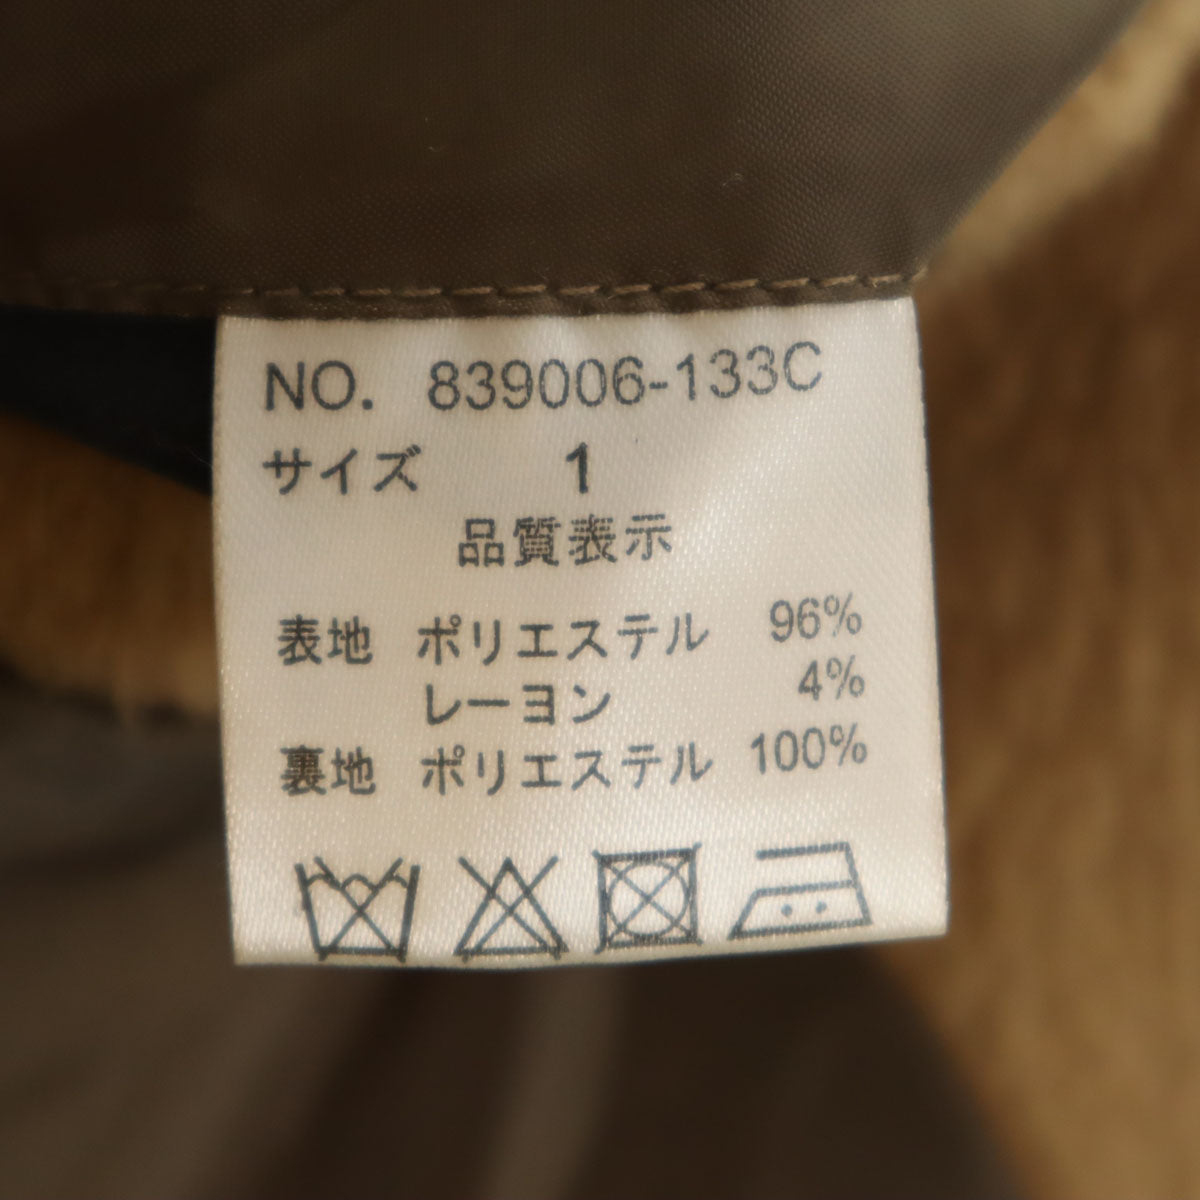 NO. 839006-133C
サイズ 1
品質表示
表地 ポリエステル 96%
レーヨン 4%
裏地 ポリエステル 100%